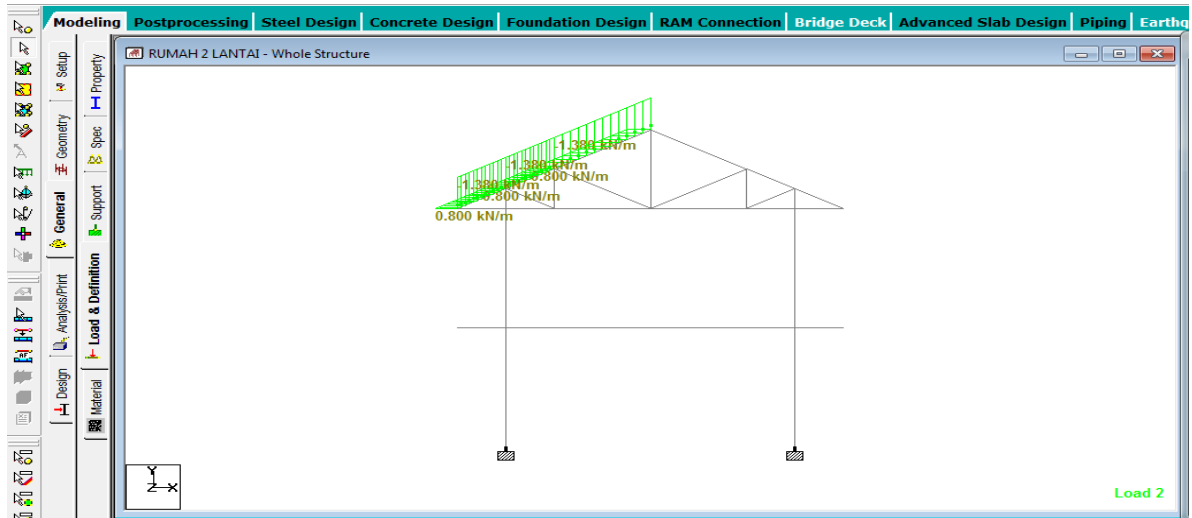 Modeling Postprocessing Steel Design Concrete Design Foundation Design RAM Connection Bridge Deck Advanced Slab Design Piping Earthq
RUMAH 2 LANTAI - Whole Structure
Setup
Geometry
General
Analysis/Print
Design
Property
Spec
Support
Load & Definition
Material
-1.380 kN/m
-1.380 kN/m
0.800 kN/m
-1.380 kN/m
0.800 kN/m
0.800 kN/m
Y
Z X
Load 2